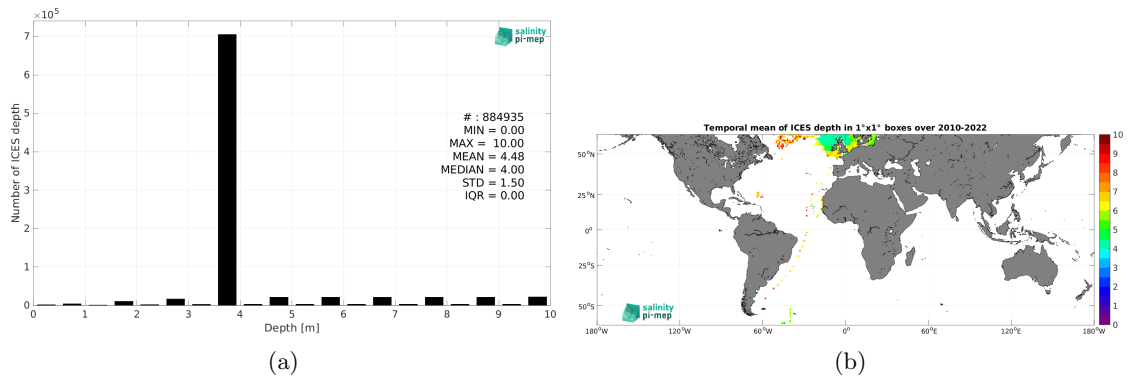 ×10⁵
7
6
5
4
3
2
1
0
Number of ICES depth
salinity
pi-mep
# : 884935
MIN = 0.00
MAX = 10.00
MEAN = 4.48
MEDIAN = 4.00
STD = 1.50
IQR = 0.00
0 1 2 3 4 5 6 7 8 9 10
Depth [m]
(a)
Temporal mean of ICES depth in 1°x1° boxes over 2010-2022
50°N
25°N
0°
25°S
50°S
180°W 120°W 60°W 0° 60°E 120°E 180°E
salinity
pi-mep
10
9
8
7
6
5
4
3
2
1
0
(b)